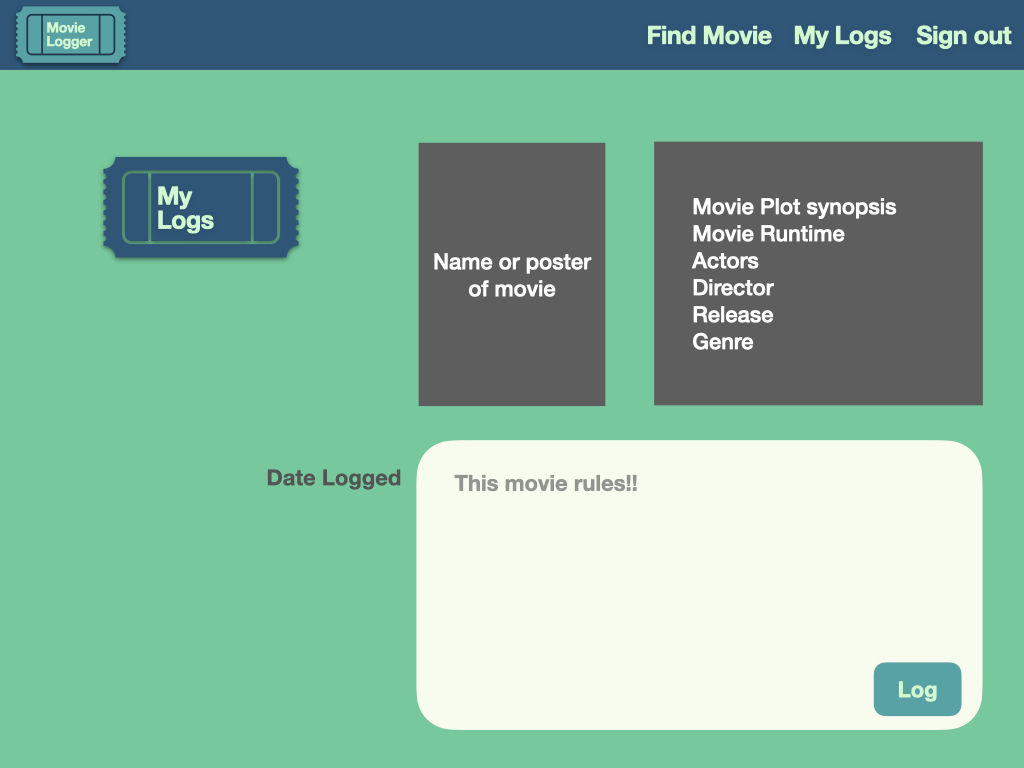 Movie
Logger
Find Movie
My Logs
Sign out
My
Logs
Name or poster
of movie
Movie Plot synopsis
Movie Runtime
Actors
Director
Release
Genre
Date Logged
This movie rules!!
Log